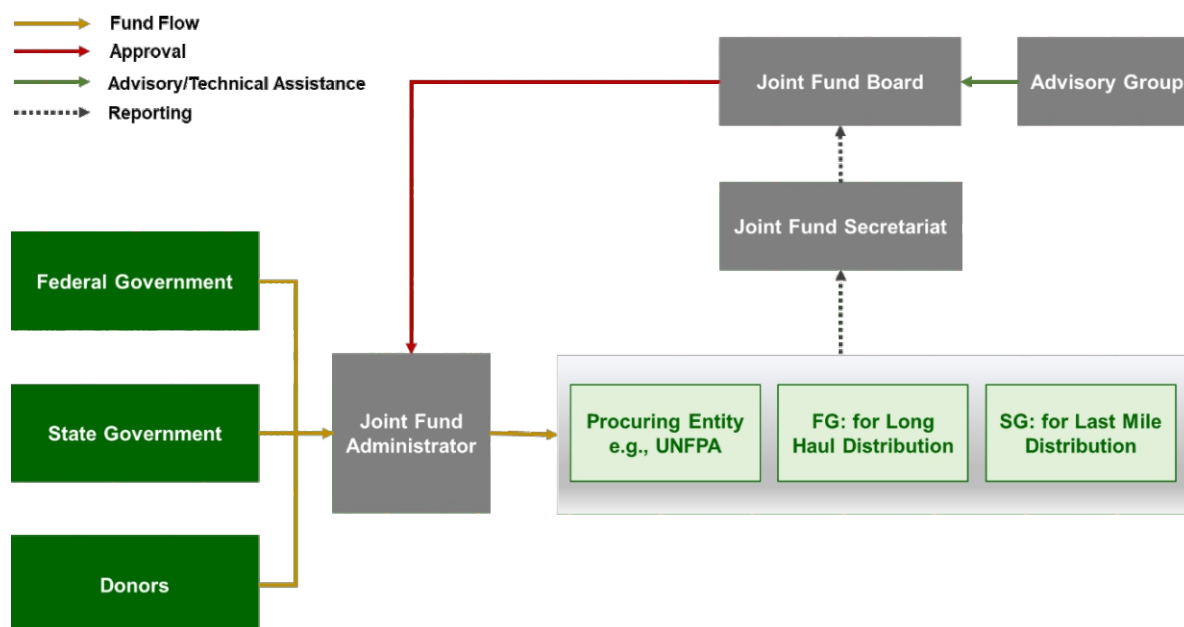 Fund Flow
Approval
Advisory/Technical Assistance
Reporting
Joint Fund Board
Advisory Group
Joint Fund Secretariat
Federal Government
State Government
Donors
Joint Fund
Administrator
Procuring Entity
e.g., UNFPA
FG: for Long
Haul Distribution
SG: for Last Mile
Distribution